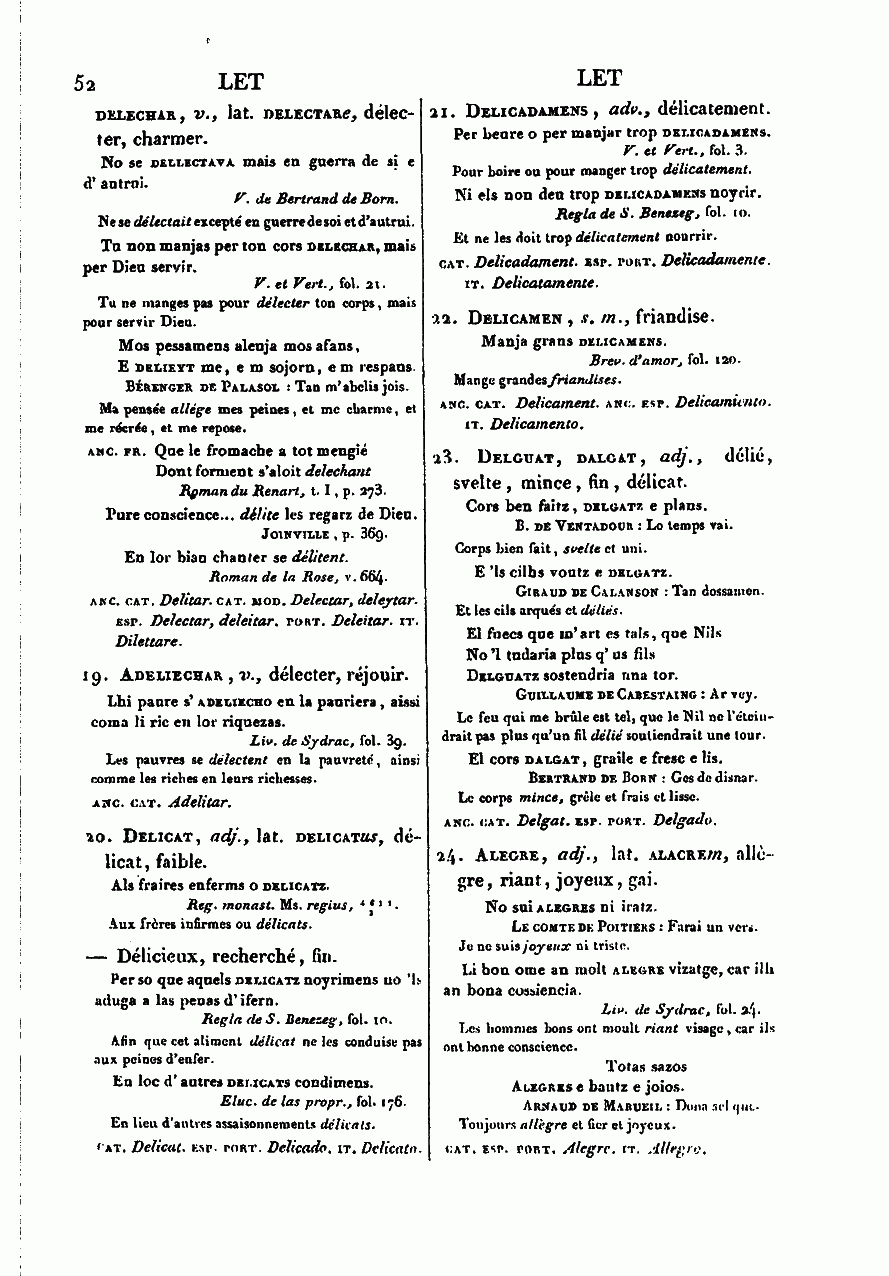 52 LET LET
DELECHAR, v., lat. DELECTARe, délec-
ter, charmer.
No se DELLECTAVA mais en guerra de si e
d'autrui.
V. de Bertrand de Born.
Ne se délectait excepté en guerre de soi et d'autrui.
Tu non manjas per ton cors DELECHAR, mais
per Dieu servir.
V. et Vert., fol. 21.
Tu ne manges pas pour délecter ton corps, mais
pour servir Dieu.
Mos pessamens aleuja mos afans,
E DELIEYT me, e m sojorn, e m respaus.
BÉRENGER DE PALASOL : Tan m'abelis jois.
Ma pensée allége mes peines, et me charme, et
me récrée, et me repose.
ANC. FR. Que le fromache a tot mengié
Dont forment s'aloit delechant
Roman du Renart, t. I, p. 273.
Pure conscience... délite les regarz de Dieu.
JOINVILLE, p. 369.
En lor biau chanter se délitent.
Roman de la Rose, v. 664.
ANC. CAT. Delitar. CAT. MOD. Delectar, deleytar.
ESP. Delectar, deleitar. PORT. Deleitar. IT.
Dilettare.
19. ADELIECHAR, v., délecter, réjouir.
Lhi paure s'ADELIECHO en la pauriera, aissi
coma li ric en lor riquezas.
Liv. de Sydrac, fol. 39.
Les pauvres se délectent en la pauvreté, ainsi
comme les riches en leurs richesses.
ANC. CAT. Adelitar.
20. DELICAT, adj., lat. DELICATus, dé-
licat, faible.
Als fraires enferms o DELICATZ.
Reg. monast. Ms. regius,
Aux frères infirmes ou délicats.
— Délicieux, recherché, fin.
Per so que aquels DELICATZ noyrimens no 'ls
aduga a las penas d'ifern.
Regla de S. Benezeg, fol. 10.
Afin que cet aliment délicat ne les conduise pas
aux peines d'enfer.
En loc d'autres DELICATS condimens.
Eluc. de las propr., fol. 176.
En lieu d'autres assaisonnements délicats.
CAT. Delicat. ESP. PORT. Delicado. IT. Delicato.
21. DELICADAMENS, adv., délicatement.
Per beure o per manjar trop DELICADAMENS.
V. et Vert., fol. 3.
Pour boire ou pour manger trop délicatement.
Ni els non deu trop DELICADAMENS noyrir.
Regla de S. Benezeg, fol. 10.
Et ne les doit trop délicatement nourrir.
CAT. Delicadament. ESP. PORT. Delicadamente.
IT. Delicatamente.
22. DELICAMEN, s. m., friandise.
Manja grans DELICAMENS.
Brev. d'amor, fol. 120.
Mange grandes friandises.
ANC. CAT. Delicament. ANC. ESP. Delicamiento.
IT. Delicamento.
23. DELGUAT, DALGAT, adj., délié,
svelte, mince, fin, délicat.
Cors ben faitz, DELGATZ e plans.
B. DE VENTADOUR : Lo temps vai.
Corps bien fait, svelte et uni.
E 'ls cilhs voutz e DELGATZ.
GIRAUD DE CALANSON : Tan doussamen.
Et les cils arqués et déliés.
El fuecs que m'art es tals, que Nils
No 'l tudaria plus q'us fils
DELGUATZ sostendria una tor.
GUILLAUME DE CABESTAING : Ar vey.
Le feu qui me brûle est tel, que le Nil ne l'étein-
drait pas plus qu'un fil délié soutiendrait une tour.
El cors DALGAT, graile e fresc e lis.
BERTRAND DE BORN : Ges de disnar.
Le corps mince, grêle et frais et lisse.
ANC. CAT. Delgat. ESP. PORT. Delgado.
24. ALEGRE, adj., lat. ALACREm, allè-
gre, riant, joyeux, gai.
No sui ALEGRES ni iratz.
LE COMTE DE POITIERS : Farai un vers.
Je ne suis joyeux ni triste.
Li bon ome an molt ALEGRE vizatge, car ilh
an bona cossiencia.
Liv. de Sydrac, fol. 24.
Les hommes bons ont moult riant visage, car ils
ont bonne conscience.
Totas sazos
ALEGRES e bautz e joios.
ARNAUD DE MARUEIL : Dona sel que.
Toujours allègre et fier et joyeux.
CAT. ESP. PORT. Alegre. IT. Allegro.